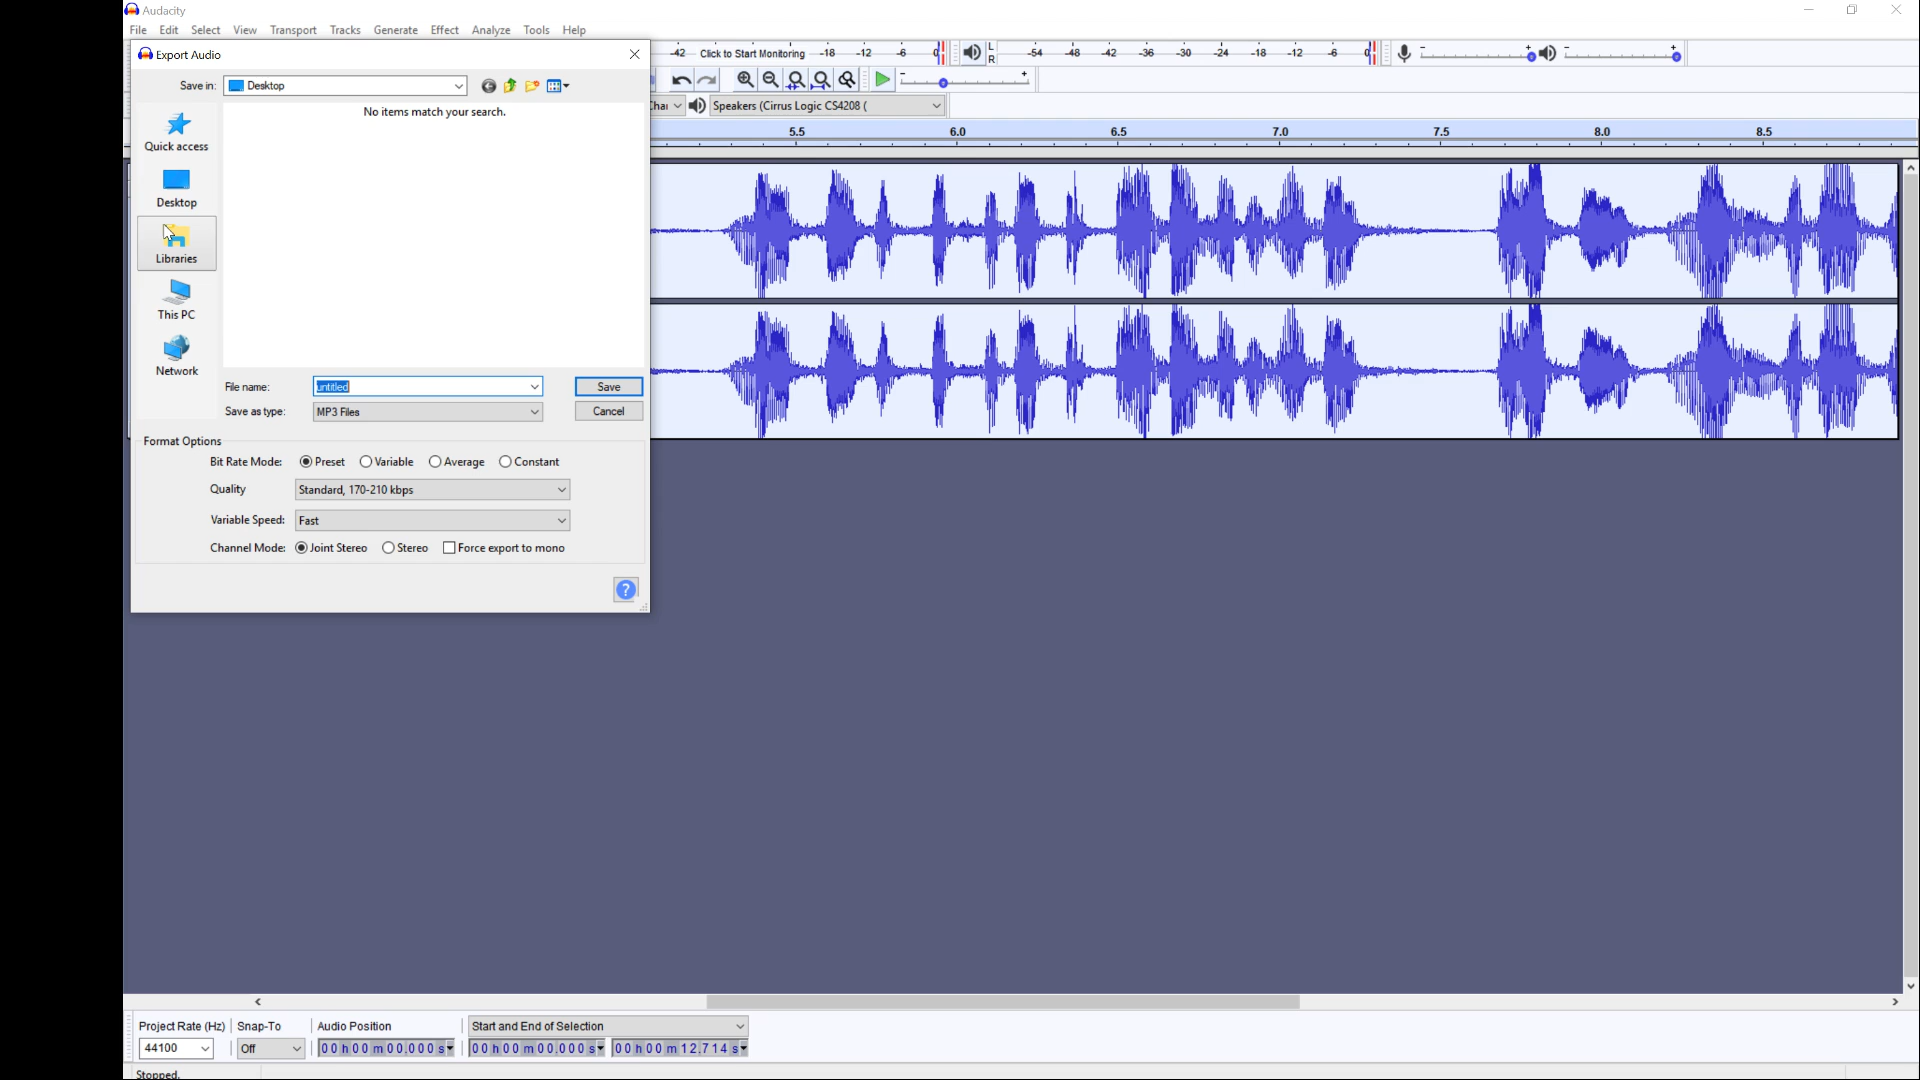 Audacity
File Edit Select View Transport Tracks Generate Effect Analyze Tools Help
Export Audio
-42 Click to Start Monitoring -18 -12 -6 0
L
R
-54 -48 -42 -36 -30 -24 -18 -12 -6 0
- +
- +
Save in: Desktop
- +
Speakers (Cirrus Logic CS4208 (
No items match your search.
5.5 6.0 6.5 7.0 7.5 8.0 8.5
Quick access
Desktop
Libraries
This PC
Network
File name: untitled Save
Save as type: MP3 Files Cancel
Format Options
Bit Rate Mode: Preset Variable Average Constant
Quality Standard, 170-210 kbps
Variable Speed: Fast
Channel Mode: Joint Stereo Stereo Force export to mono
?
Project Rate (Hz) Snap-To Audio Position Start and End of Selection
44100 Off 00 h 00 m 00.000 s 00 h 00 m 00.000 s 00 h 00 m 12.714 s
Stopped.